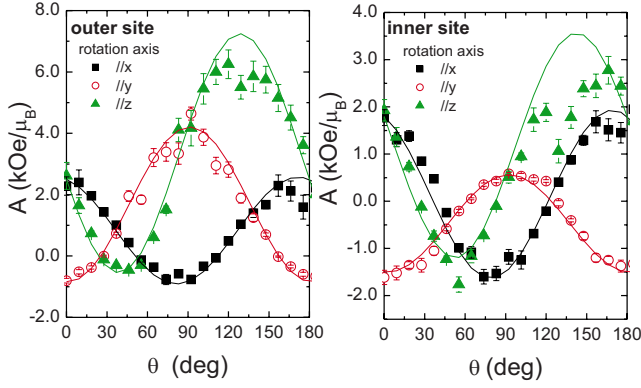 outer site
rotation axis
//x
//y
//z
A (kOe/μB)
8.0
6.0
4.0
2.0
0.0
-2.0
0 30 60 90 120 150 180
θ (deg)
inner site
rotation axis
//x
//y
//z
A (kOe/μB)
4.0
3.0
2.0
1.0
0.0
-1.0
-2.0
0 30 60 90 120 150 180
θ (deg)